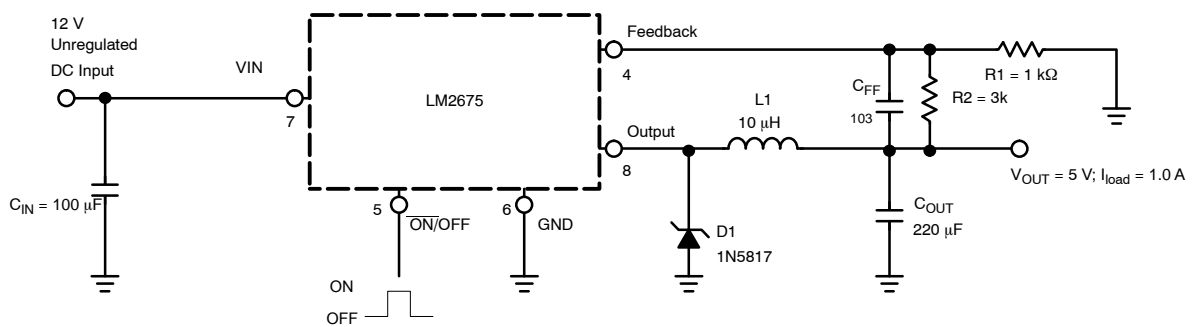 12 V
Unregulated
DC Input
VIN
7
LM2675
Feedback
4
R1 = 1 kΩ
CFF
103
R2 = 3k
L1
10 μH
Output
8
VOUT = 5 V; Iload = 1.0 A
CIN = 100 μF
5
ON/OFF
6
GND
D1
1N5817
COUT
220 μF
ON
OFF